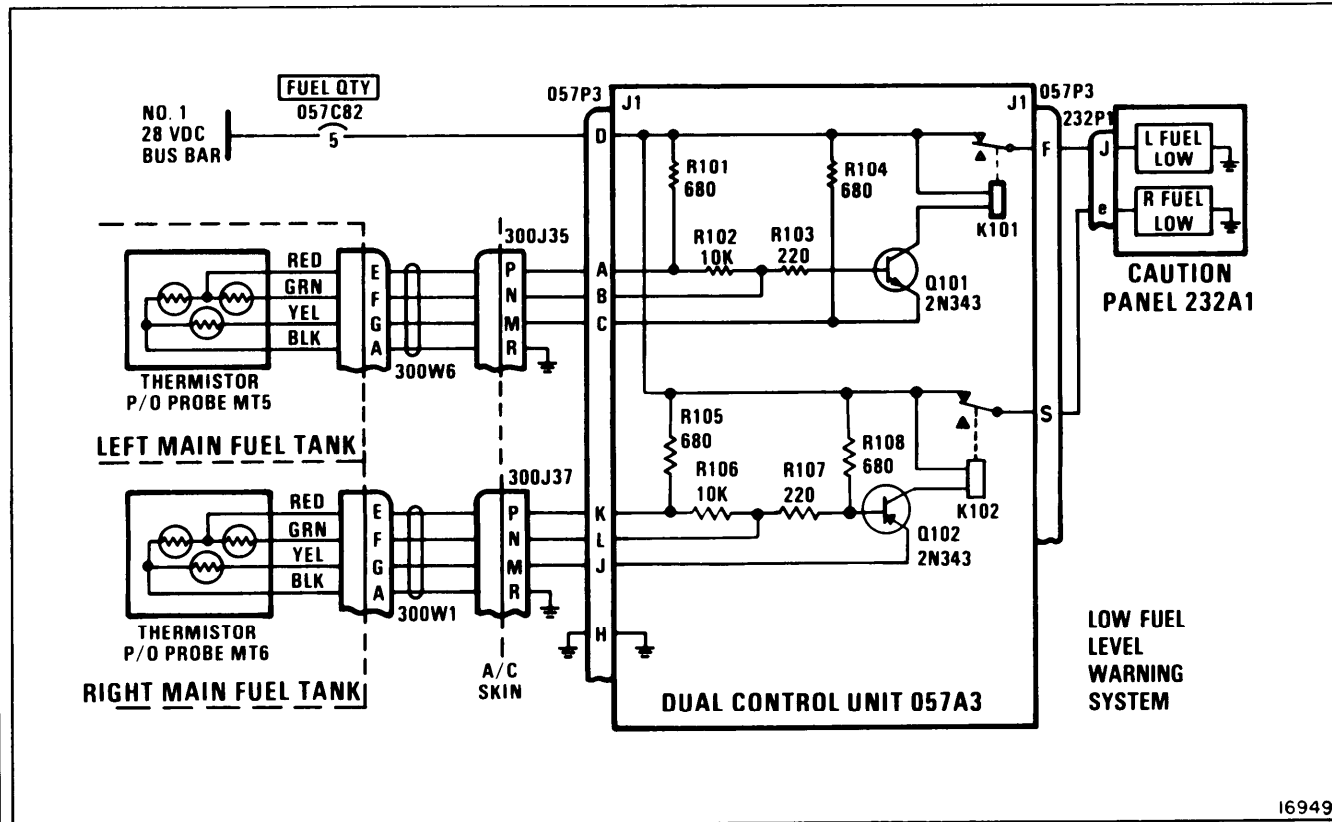 FUEL QTY
057C82
5
NO. 1
28 VDC
BUS BAR
057P3
J1
J1
057P3
232P1
D
F
J
L FUEL
LOW
e
R FUEL
LOW
R101
680
R104
680
K101
CAUTION
PANEL 232A1
300J35
R102
10K
R103
220
Q101
2N343
RED
GRN
YEL
BLK
E
F
G
A
P
N
M
R
A
B
C
300W6
THERMISTOR
P/O PROBE MT5
LEFT MAIN FUEL TANK
R105
680
R106
10K
R107
220
R108
680
S
K102
Q102
2N343
300J37
RED
GRN
YEL
BLK
E
F
G
A
P
N
M
R
K
L
J
300W1
THERMISTOR
P/O PROBE MT6
RIGHT MAIN FUEL TANK
A/C
SKIN
H
DUAL CONTROL UNIT 057A3
LOW FUEL
LEVEL
WARNING
SYSTEM
16949